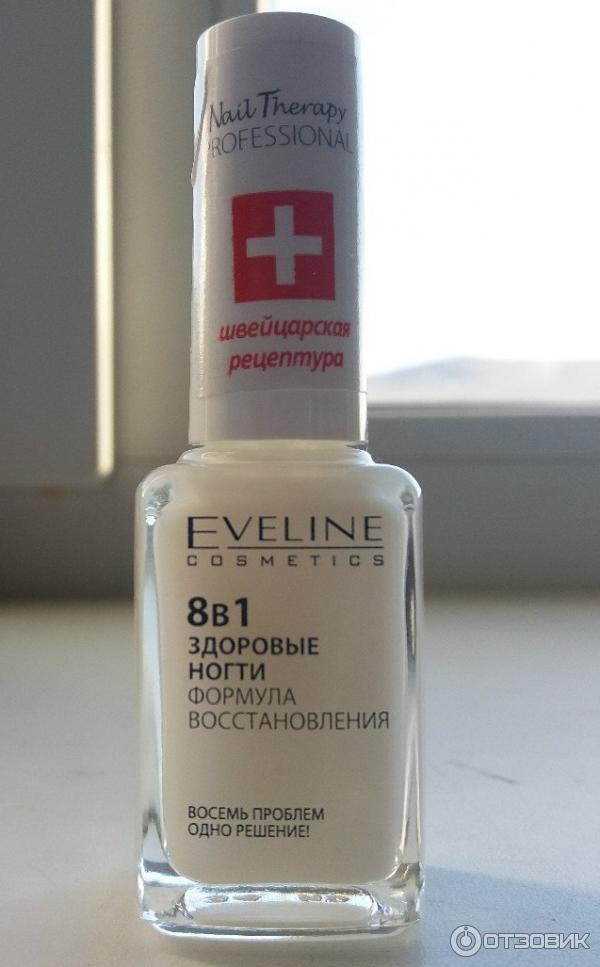 Nail Therapy
PROFESSIONAL
швейцарская
рецептура
EVELINE
COSMETICS
8в1
ЗДОРОВЫЕ
НОГТИ
ФОРМУЛА
ВОССТАНОВЛЕНИЯ
ВОСЕМЬ ПРОБЛЕМ
ОДНО РЕШЕНИЕ!
ОТЗОВИК